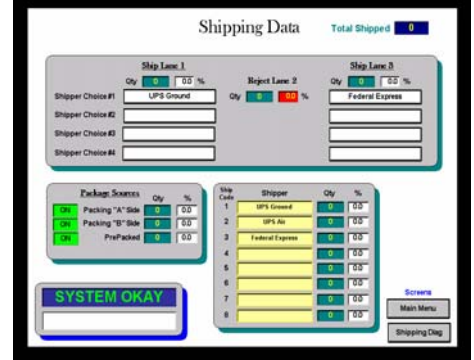 Shipping Data
Total Shipped 0
Ship Lane 1
Reject Lane 2
Ship Lane 3
Qty 0 0.0 %
Qty 0 0.0 %
Qty 0 0.0 %
Shipper Choice #1 UPS Ground Federal Express
Shipper Choice #2
Shipper Choice #3
Shipper Choice #4
Package Sources Qty %
ON Packing "A" Side 0 0.0
ON Packing "B" Side 0 0.0
ON PrePacked 0 0.0
Ship Code Shipper Qty %
1 UPS Ground 0 0.0
2 UPS Air 0 0.0
3 Federal Express 0 0.0
4 0 0.0
5 0 0.0
6 0 0.0
7 0 0.0
8 0 0.0
SYSTEM OKAY
Screens
Main Menu
Shipping Diag